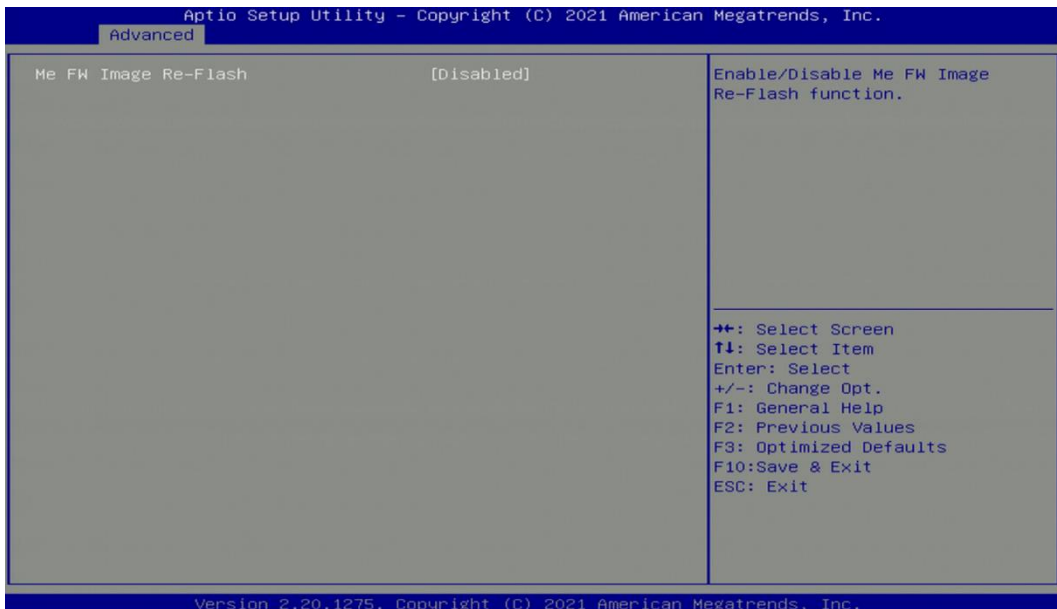 Aptio Setup Utility – Copyright (C) 2021 American Megatrends, Inc.
Advanced
Me FW Image Re-Flash [Disabled]
Enable/Disable Me FW Image
Re-Flash function.
→←: Select Screen
↑↓: Select Item
Enter: Select
+/-: Change Opt.
F1: General Help
F2: Previous Values
F3: Optimized Defaults
F10:Save & Exit
ESC: Exit
Version 2.20.1275. Copyright (C) 2021 American Megatrends, Inc.